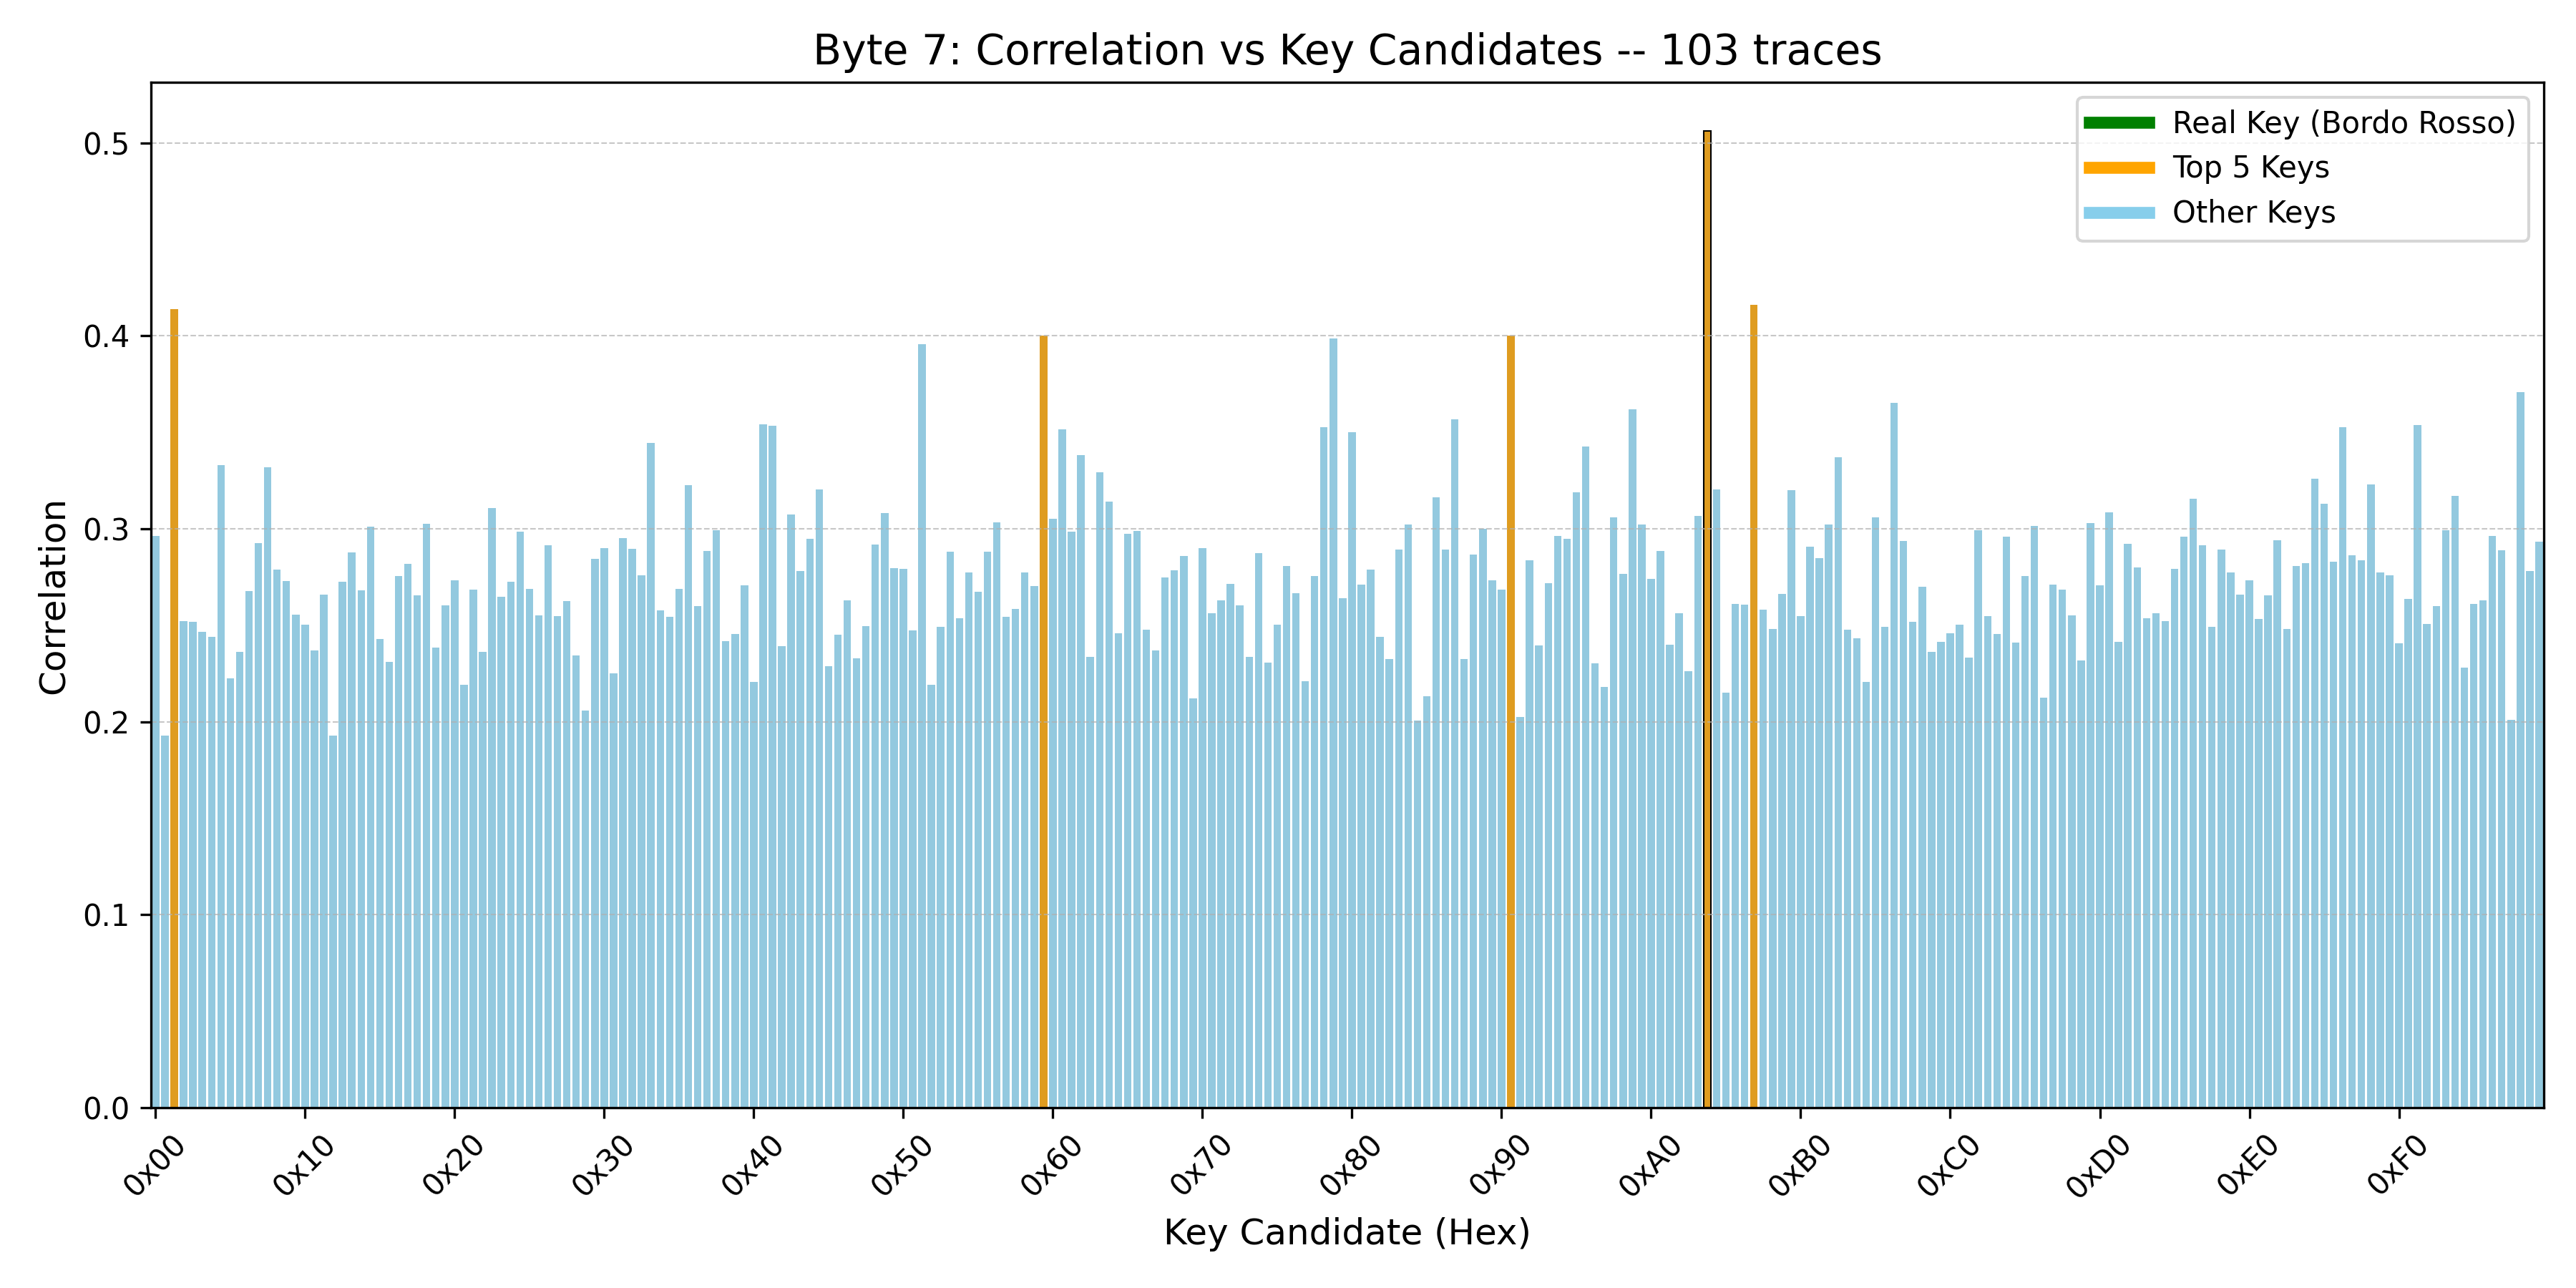 Byte 7: Correlation vs Key Candidates -- 103 traces
Real Key (Bordo Rosso)
Top 5 Keys
Other Keys
Correlation
0.5
0.4
0.3
0.2
0.1
0.0
0x00 0x10 0x20 0x30 0x40 0x50 0x60 0x70 0x80 0x90 0xA0 0xB0 0xC0 0xD0 0xE0 0xF0
Key Candidate (Hex)